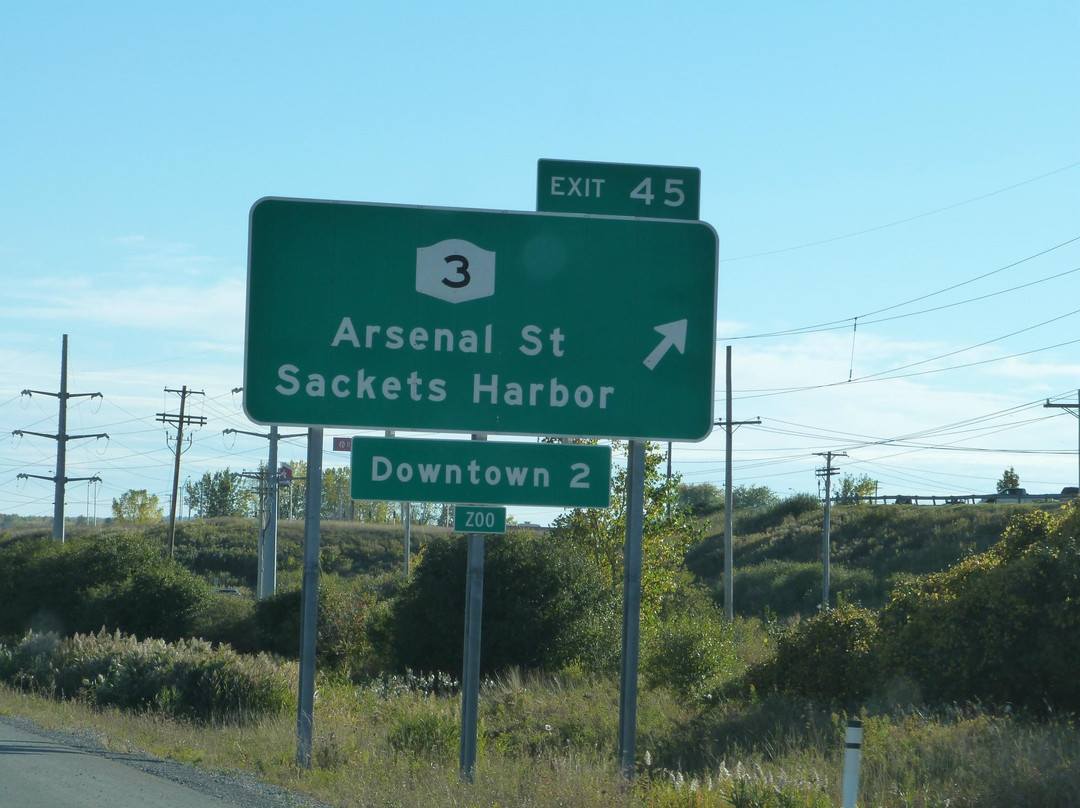 EXIT 45
3
Arsenal St
Sackets Harbor
Downtown 2
ZOO